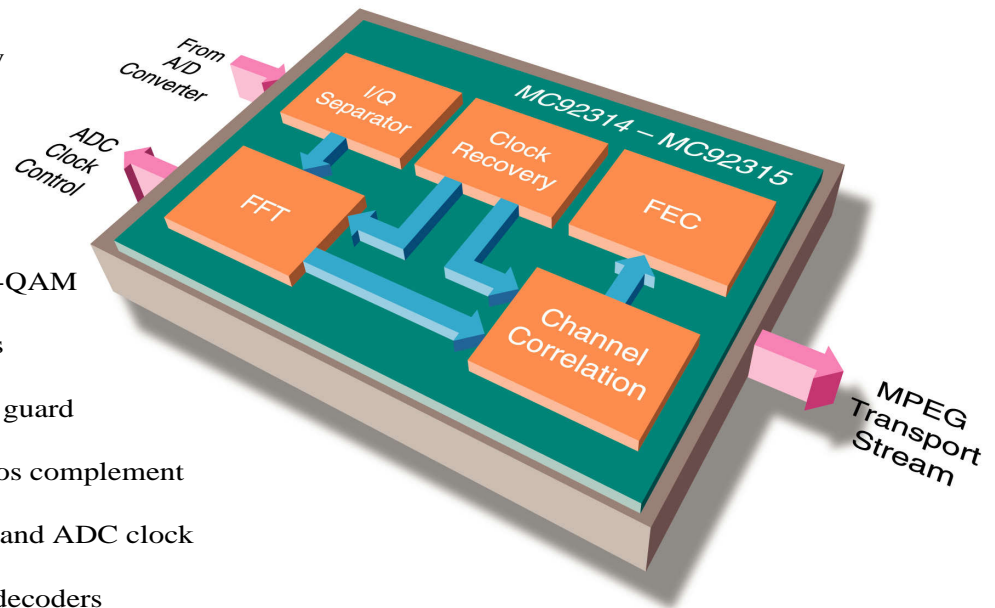 From
A/D
Converter
ADC
Clock
Control
MC92314 – MC92315
I/Q
Separator
Clock
Recovery
FEC
FFT
Channel
Correlation
MPEG
Transport
Stream
-QAM
guard
complement
and ADC clock
decoders